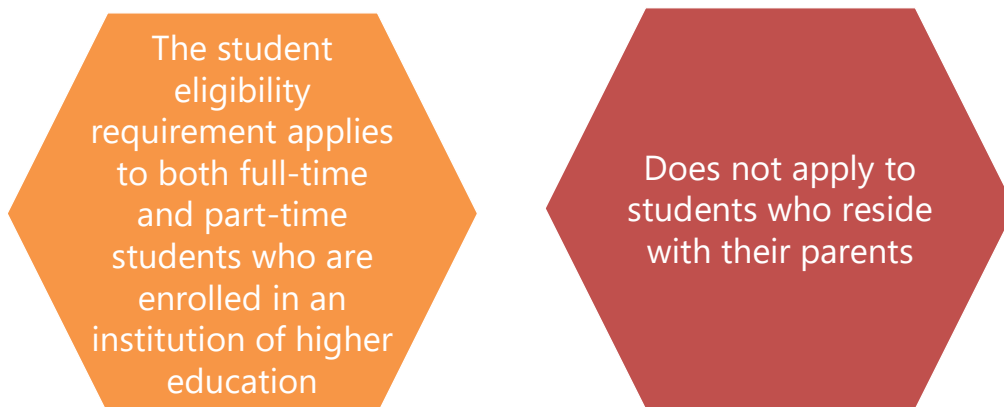 The student
eligibility
requirement applies
to both full-time
and part-time
students who are
enrolled in an
institution of higher
education
Does not apply to
students who reside
with their parents